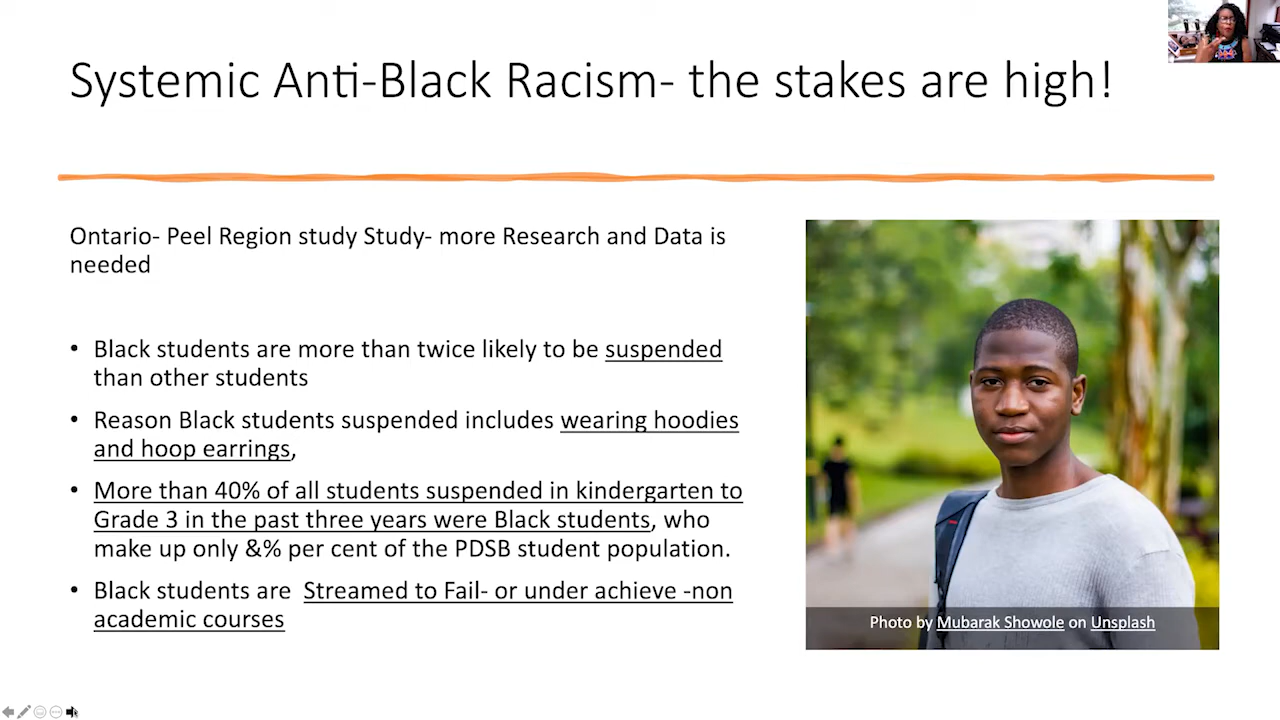 Systemic Anti-Black Racism- the stakes are high!
Ontario- Peel Region study Study- more Research and Data is
needed
• Black students are more than twice likely to be suspended
than other students
• Reason Black students suspended includes wearing hoodies
and hoop earrings,
• More than 40% of all students suspended in kindergarten to
Grade 3 in the past three years were Black students, who
make up only &% per cent of the PDSB student population.
• Black students are Streamed to Fail- or under achieve -non
academic courses
Photo by Mubarak Showole on Unsplash